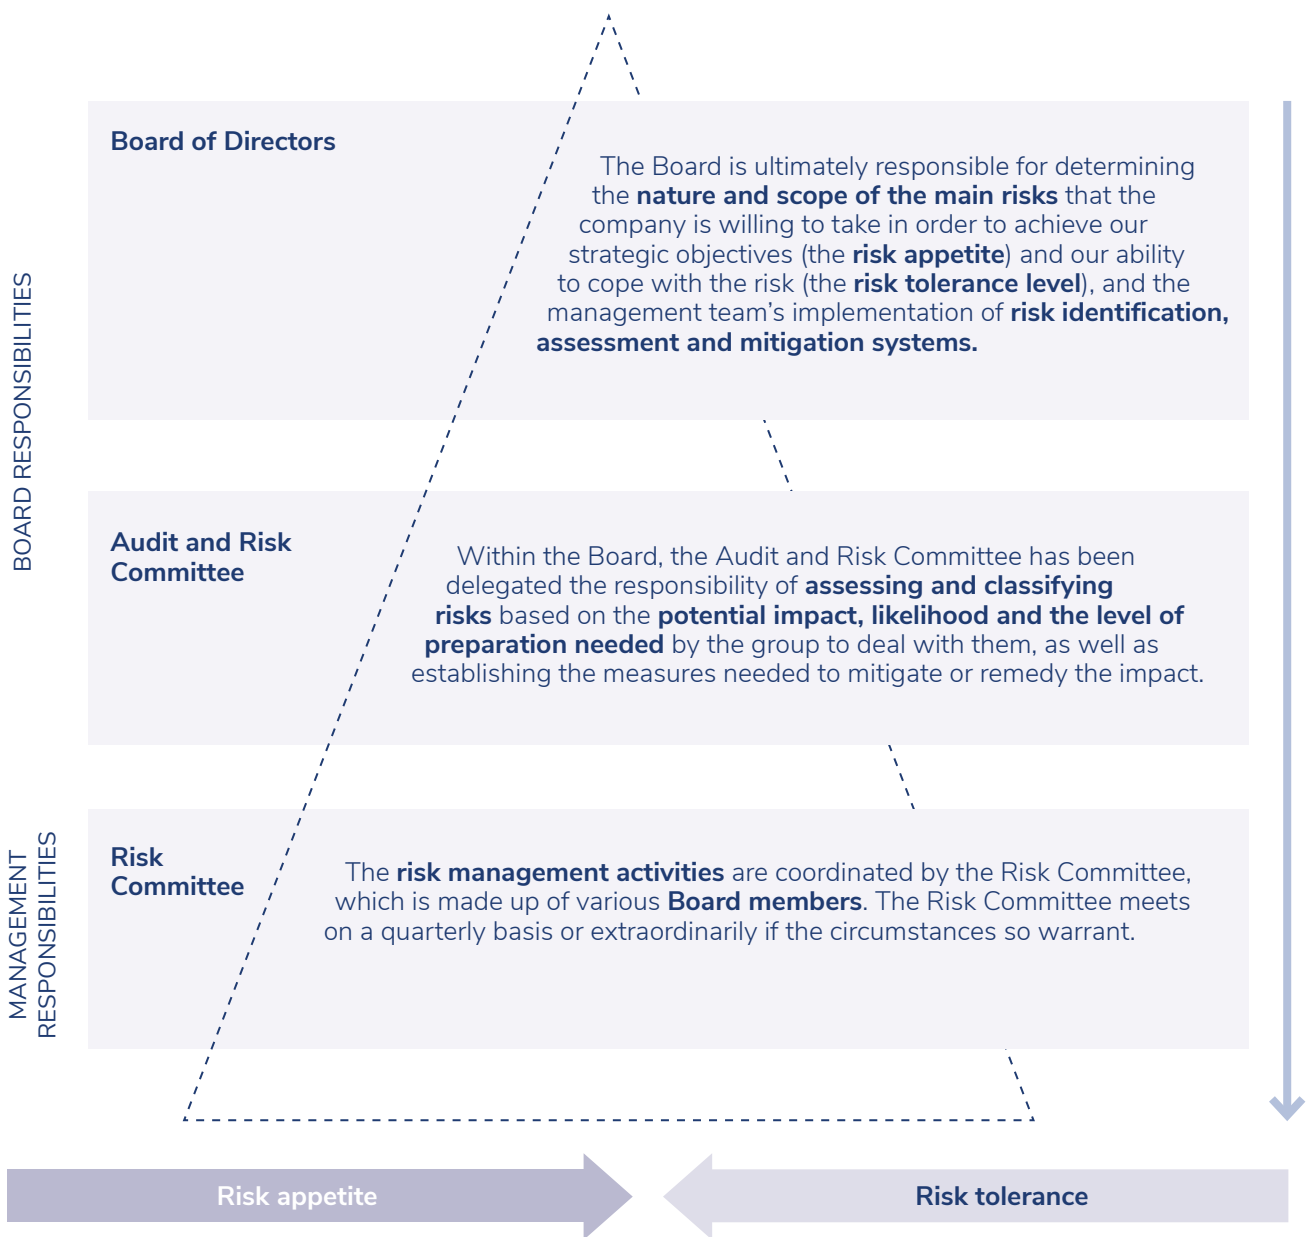 BOARD RESPONSIBILITIES
Board of Directors
The Board is ultimately responsible for determining
the nature and scope of the main risks that the
company is willing to take in order to achieve our
strategic objectives (the risk appetite) and our ability
to cope with the risk (the risk tolerance level), and the
management team’s implementation of risk identification,
assessment and mitigation systems.
Audit and Risk
Committee
Within the Board, the Audit and Risk Committee has been
delegated the responsibility of assessing and classifying
risks based on the potential impact, likelihood and the level of
preparation needed by the group to deal with them, as well as
establishing the measures needed to mitigate or remedy the impact.
MANAGEMENT
RESPONSIBILITIES
Risk
Committee
The risk management activities are coordinated by the Risk Committee,
which is made up of various Board members. The Risk Committee meets
on a quarterly basis or extraordinarily if the circumstances so warrant.
Risk appetite
Risk tolerance